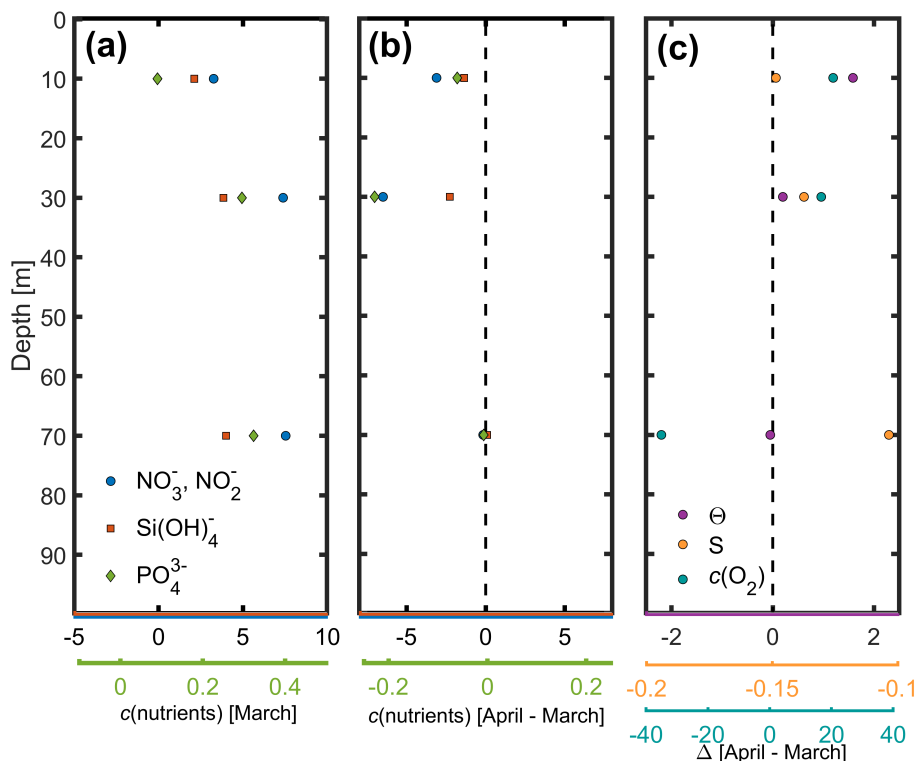 (a) (b) (c)
0
10
20
30
40
50
60
70
80
90
Depth [m]
NO₃⁻, NO₂⁻
Si(OH)₄⁻
PO₄³⁻
Θ
S
c(O₂)
-5 0 5 10
-5 0 5
-2 0 2
0 0.2 0.4
-0.2 0 0.2
-0.2 -0.15 -0.1
c(nutrients) [March]
c(nutrients) [April - March]
-40 -20 0 20 40
Δ [April - March]